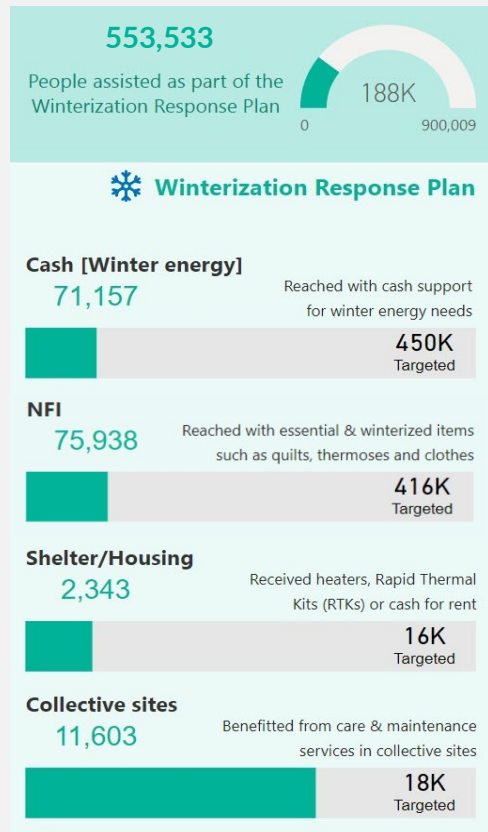 553,533
People assisted as part of the
Winterization Response Plan
188K
0
900,009
Winterization Response Plan
Cash [Winter energy]
71,157
Reached with cash support
for winter energy needs
450K
Targeted
NFI
75,938
Reached with essential & winterized items
such as quilts, thermoses and clothes
416K
Targeted
Shelter/Housing
2,343
Received heaters, Rapid Thermal
Kits (RTKs) or cash for rent
16K
Targeted
Collective sites
11,603
Benefitted from care & maintenance
services in collective sites
18K
Targeted